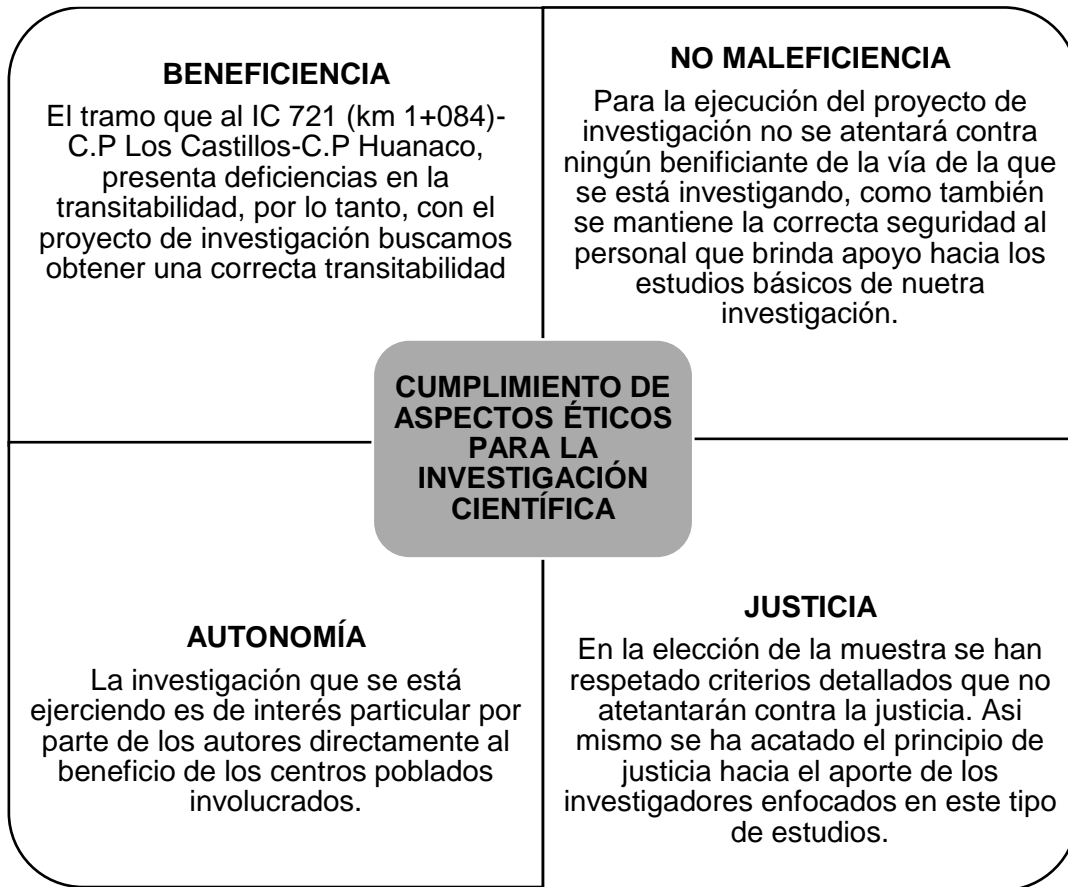 BENEFICIENCIA
El tramo que al IC 721 (km 1+084)-
C.P Los Castillos-C.P Huanaco,
presenta deficiencias en la
transitabilidad, por lo tanto, con el
proyecto de investigación buscamos
obtener una correcta transitabilidad
NO MALEFICIENCIA
Para la ejecución del proyecto de
investigación no se atentará contra
ningún benificiante de la vía de la que
se está investigando, como también
se mantiene la correcta seguridad al
personal que brinda apoyo hacia los
estudios básicos de nuetra
investigación.
CUMPLIMIENTO DE
ASPECTOS ÉTICOS
PARA LA
INVESTIGACIÓN
CIENTÍFICA
AUTONOMÍA
La investigación que se está
ejerciendo es de interés particular por
parte de los autores directamente al
beneficio de los centros poblados
involucrados.
JUSTICIA
En la elección de la muestra se han
respetado criterios detallados que no
atetantarán contra la justicia. Asi
mismo se ha acatado el principio de
justicia hacia el aporte de los
investigadores enfocados en este tipo
de estudios.